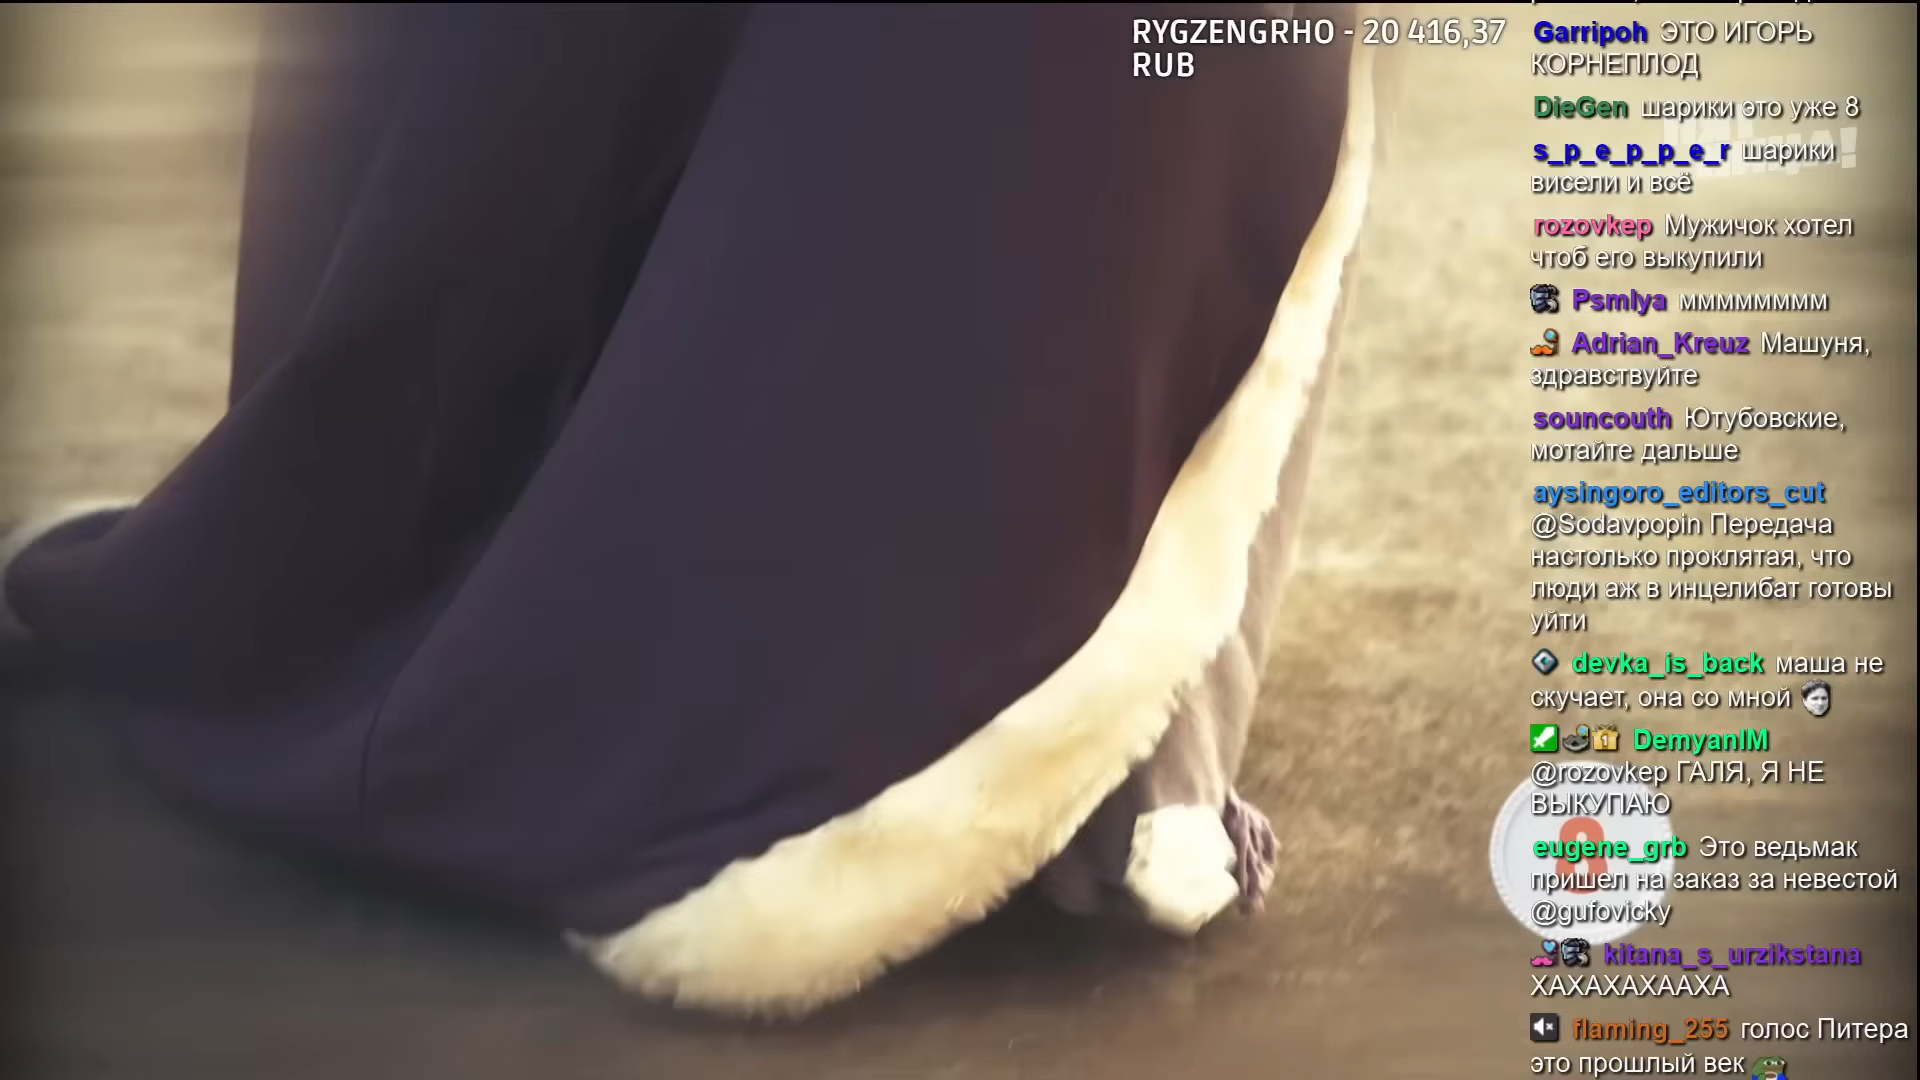 RYGZENGRHO - 20 416,37
RUB
Garripoh ЭТО ИГОРЬ
КОРНЕПЛОД
DieGen шарики это уже 8
s_p_e_p_p_e_r шарики
висели и всё
rozovkep Мужичок хотел
чтоб его выкупили
Psmlya мммммммм
Adrian_Kreuz Машуня,
здравствуйте
souncouth Ютубовские,
мотайте дальше
aysingoro_editors_cut
@Sodavpopin Передача
настолько проклятая, что
люди аж в инцелибат готовы
уйти
devka_is_back маша не
скучает, она со мной
DemyanIM
@rozovkep ГАЛЯ, Я НЕ
ВЫКУПАЮ
eugene_grb Это ведьмак
пришел на заказ за невестой
@gufovicky
kitana_s_urzikstana
ХАХАХАХААХА
flaming_255 голос Питера
это прошлый век